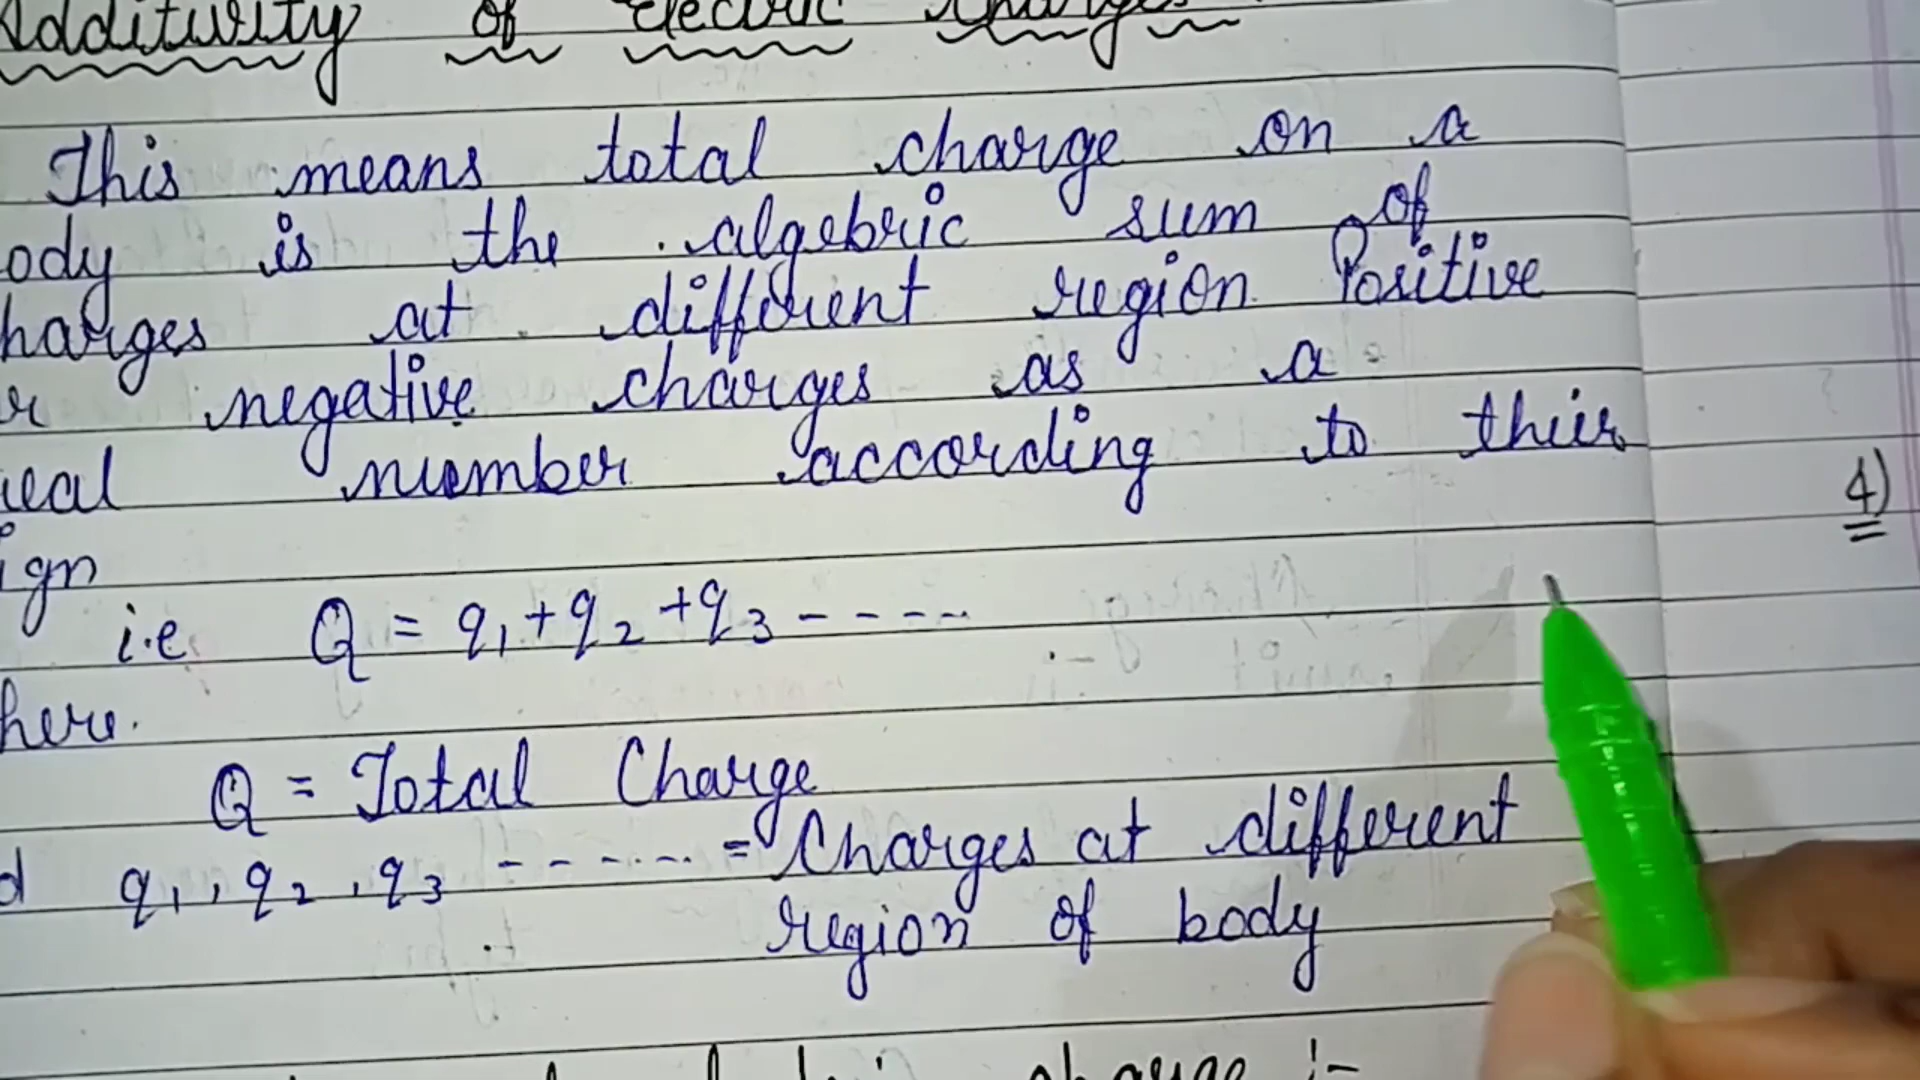 Additivity of electric charges
This means total charge on a
ody is the algebric sum of
harges at different region Positive
r negative charges as a
real number according to their
ign
i.e Q = q₁ + q₂ + q₃ - - - - -
here.
Q = Total Charge
d q₁, q₂, q₃ - - - - - - = Charges at different
region of body
charge :-
4)